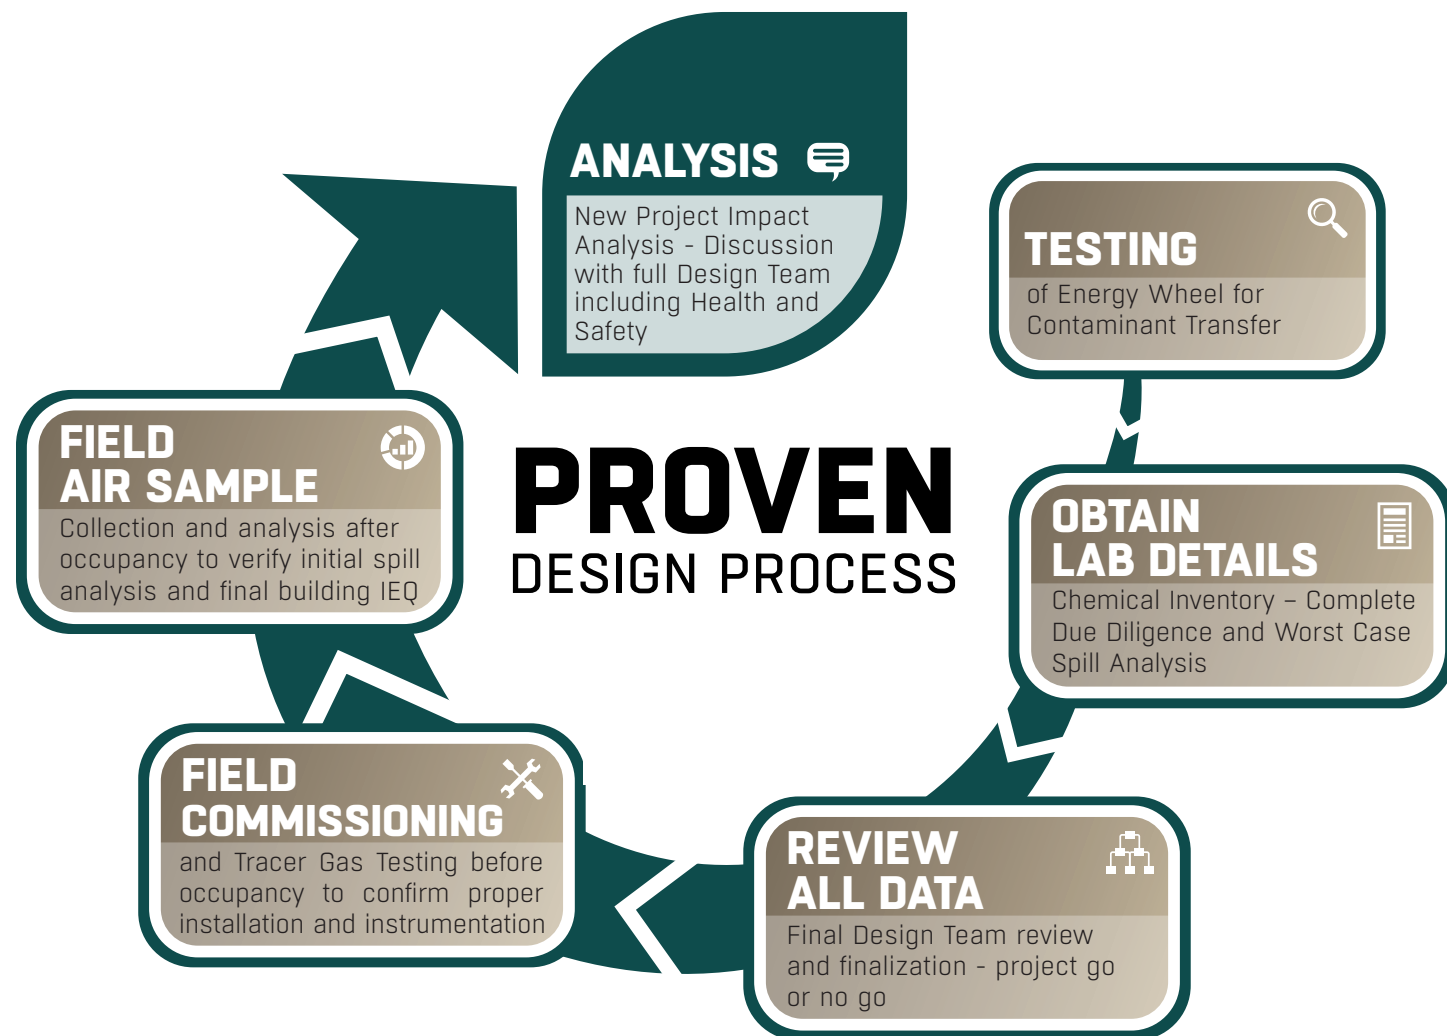 ANALYSIS
New Project Impact
Analysis - Discussion
with full Design Team
including Health and
Safety
TESTING
of Energy Wheel for
Contaminant Transfer
OBTAIN
LAB DETAILS
Chemical Inventory – Complete
Due Diligence and Worst Case
Spill Analysis
REVIEW
ALL DATA
Final Design Team review
and finalization - project go
or no go
FIELD
COMMISSIONING
and Tracer Gas Testing before
occupancy to confirm proper
installation and instrumentation
FIELD
AIR SAMPLE
Collection and analysis after
occupancy to verify initial spill
analysis and final building IEQ
PROVEN
DESIGN PROCESS